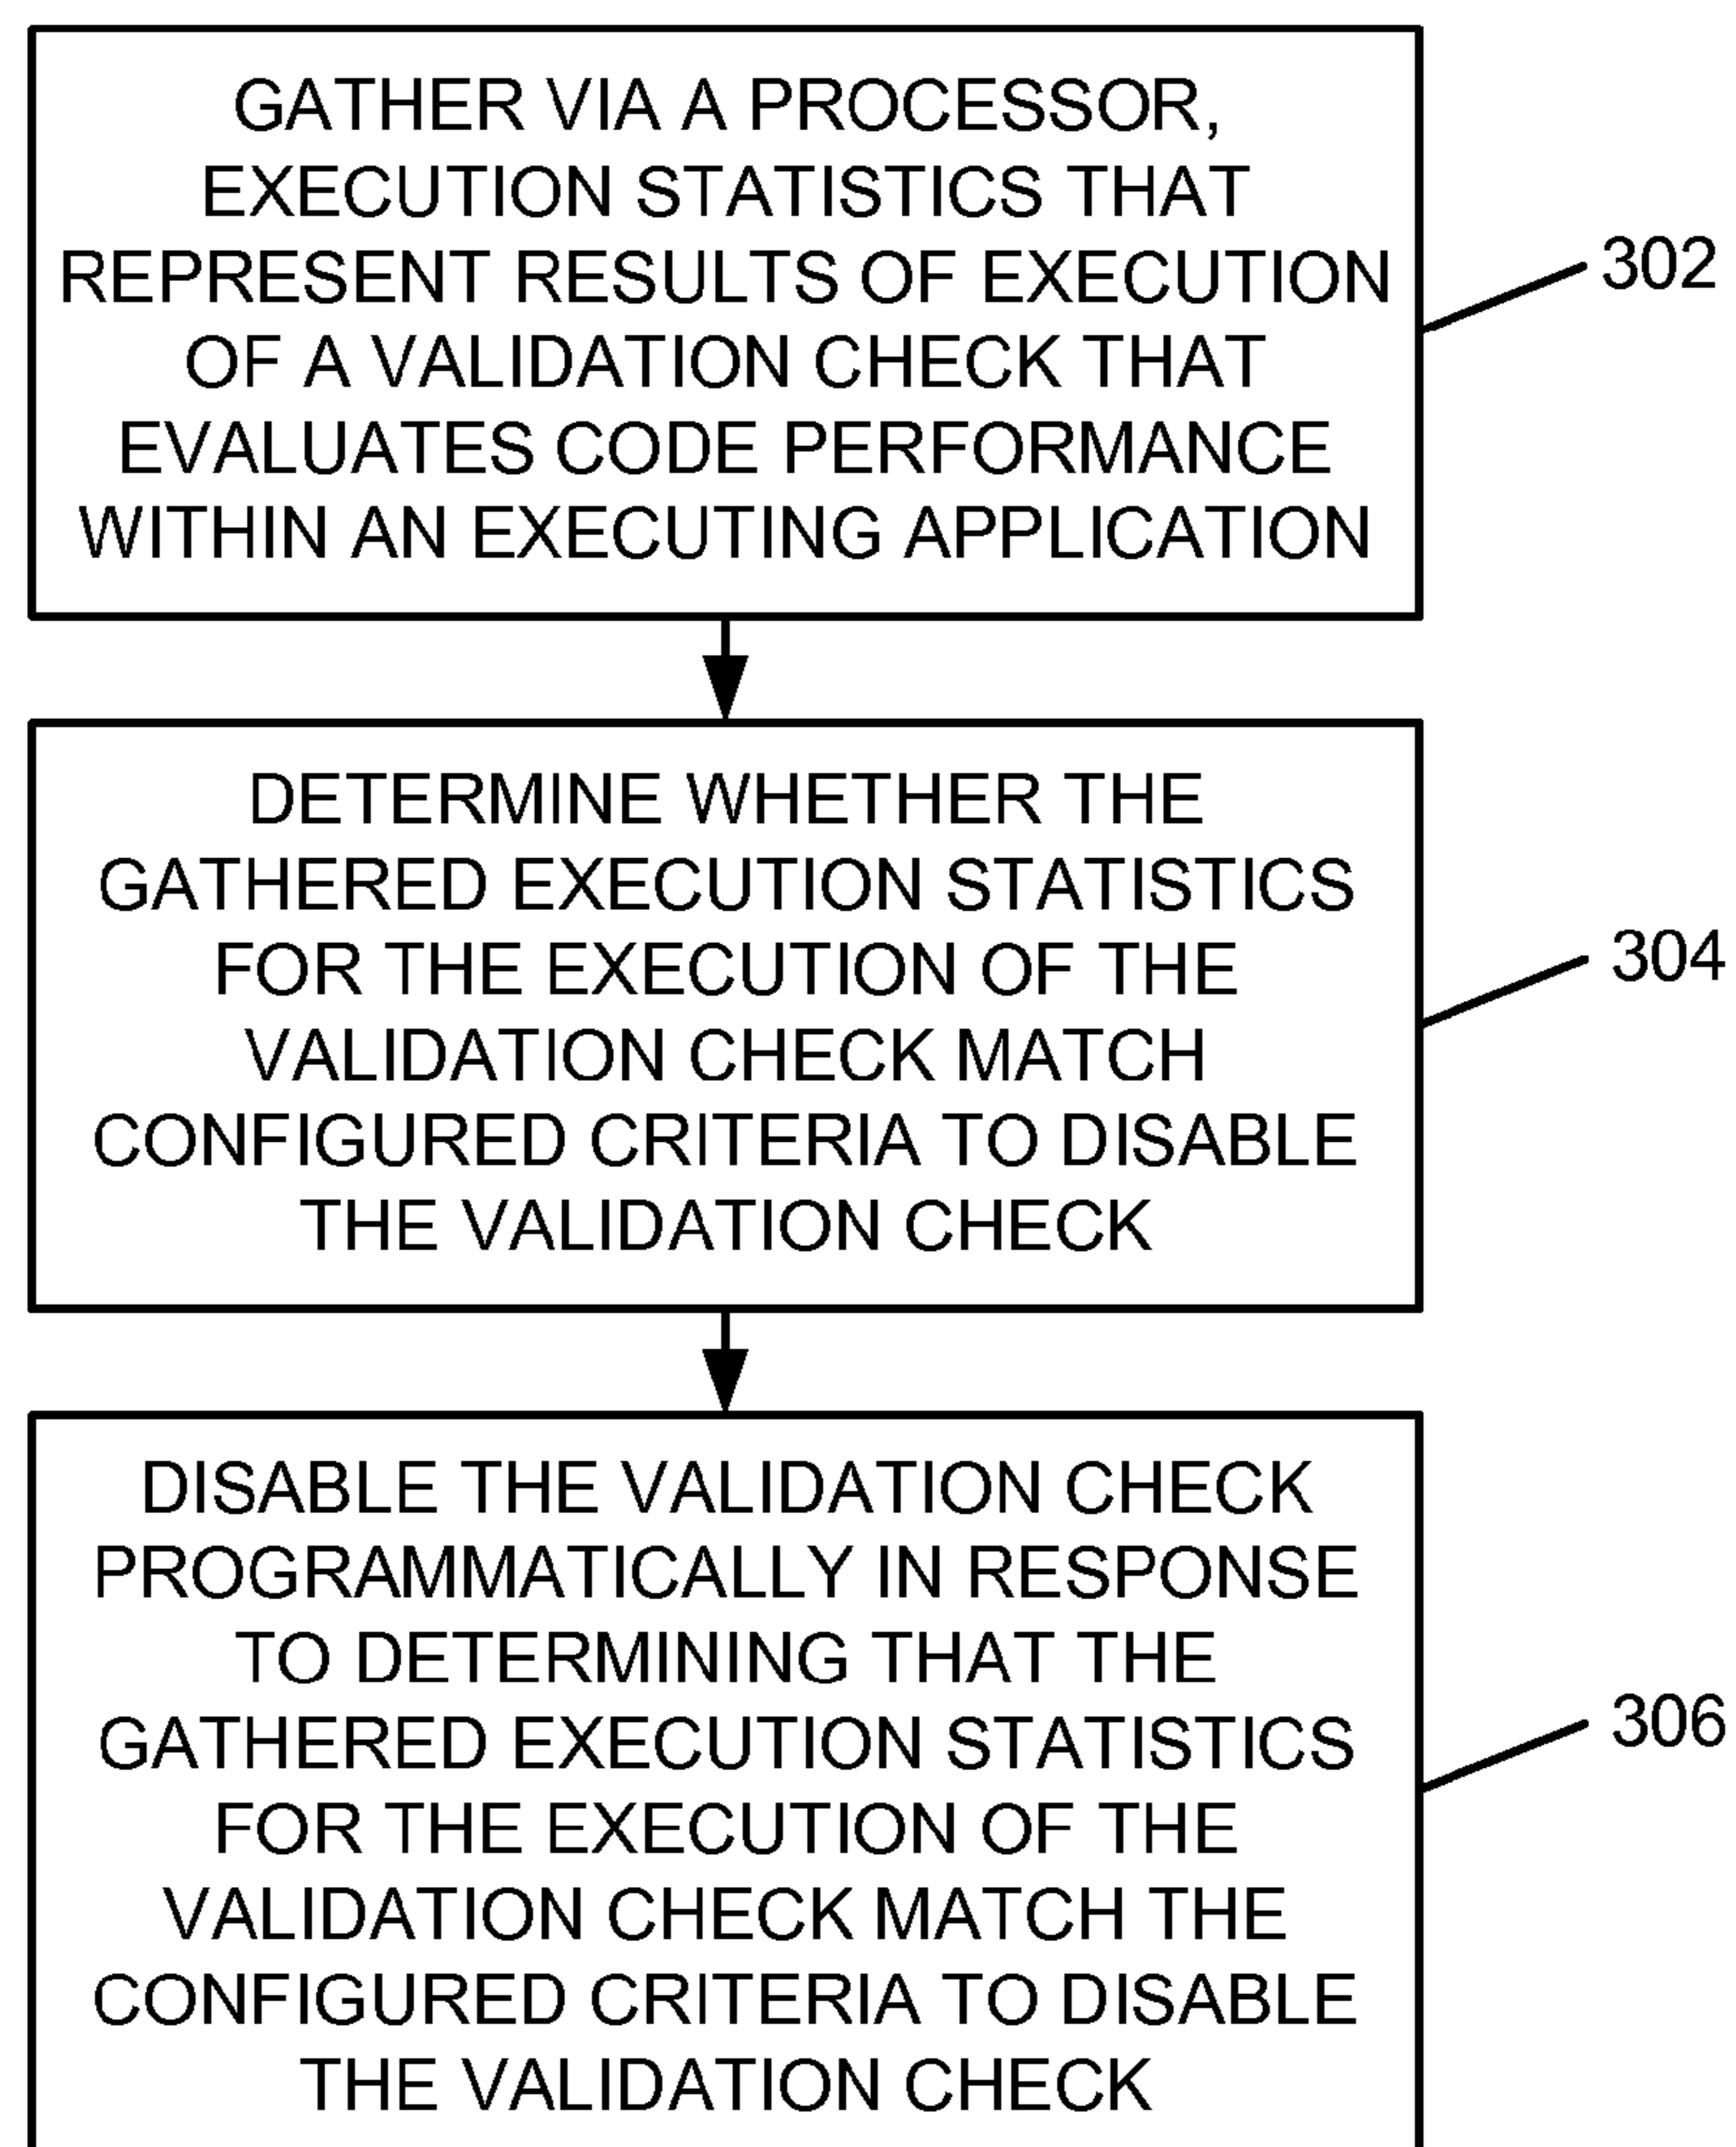 GATHER VIA A PROCESSOR,
EXECUTION STATISTICS THAT
REPRESENT RESULTS OF EXECUTION
OF A VALIDATION CHECK THAT
EVALUATES CODE PERFORMANCE
WITHIN AN EXECUTING APPLICATION
302
DETERMINE WHETHER THE
GATHERED EXECUTION STATISTICS
FOR THE EXECUTION OF THE
VALIDATION CHECK MATCH
CONFIGURED CRITERIA TO DISABLE
THE VALIDATION CHECK
304
DISABLE THE VALIDATION CHECK
PROGRAMMATICALLY IN RESPONSE
TO DETERMINING THAT THE
GATHERED EXECUTION STATISTICS
FOR THE EXECUTION OF THE
VALIDATION CHECK MATCH THE
CONFIGURED CRITERIA TO DISABLE
THE VALIDATION CHECK
306